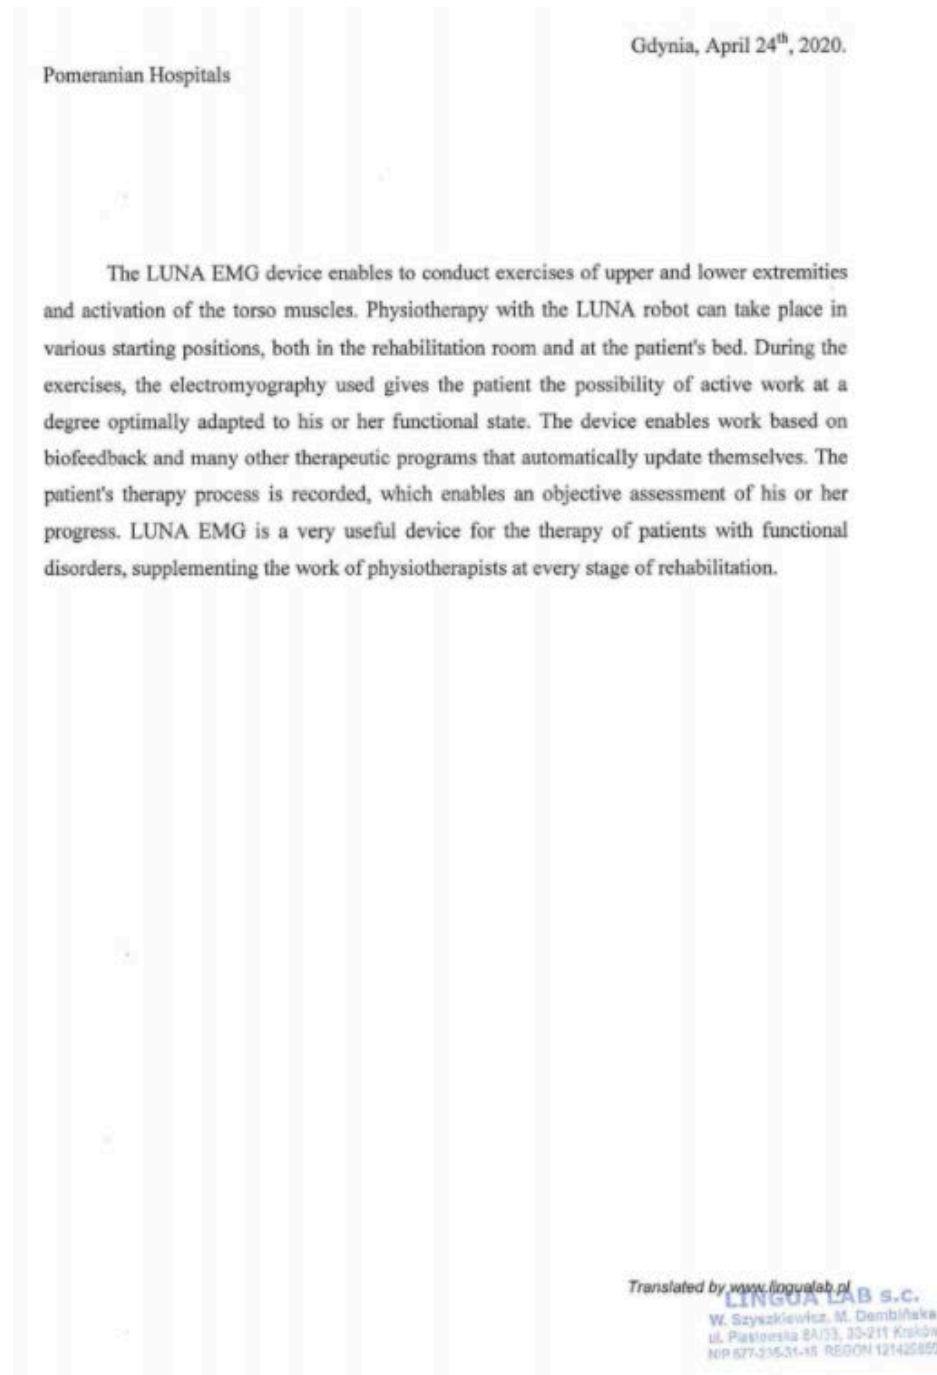 Gdynia, April 24th, 2020.
Pomeranian Hospitals
The LUNA EMG device enables to conduct exercises of upper and lower extremities
and activation of the torso muscles. Physiotherapy with the LUNA robot can take place in
various starting positions, both in the rehabilitation room and at the patient's bed. During the
exercises, the electromyography used gives the patient the possibility of active work at a
degree optimally adapted to his or her functional state. The device enables work based on
biofeedback and many other therapeutic programs that automatically update themselves. The
patient's therapy process is recorded, which enables an objective assessment of his or her
progress. LUNA EMG is a very useful device for the therapy of patients with functional
disorders, supplementing the work of physiotherapists at every stage of rehabilitation.
Translated by www.lingualab.pl
LINGUA LAB s.c.
W. Szyszkiewicz, M. Dembińska
ul. Piastowska Kraków
NIP REGON